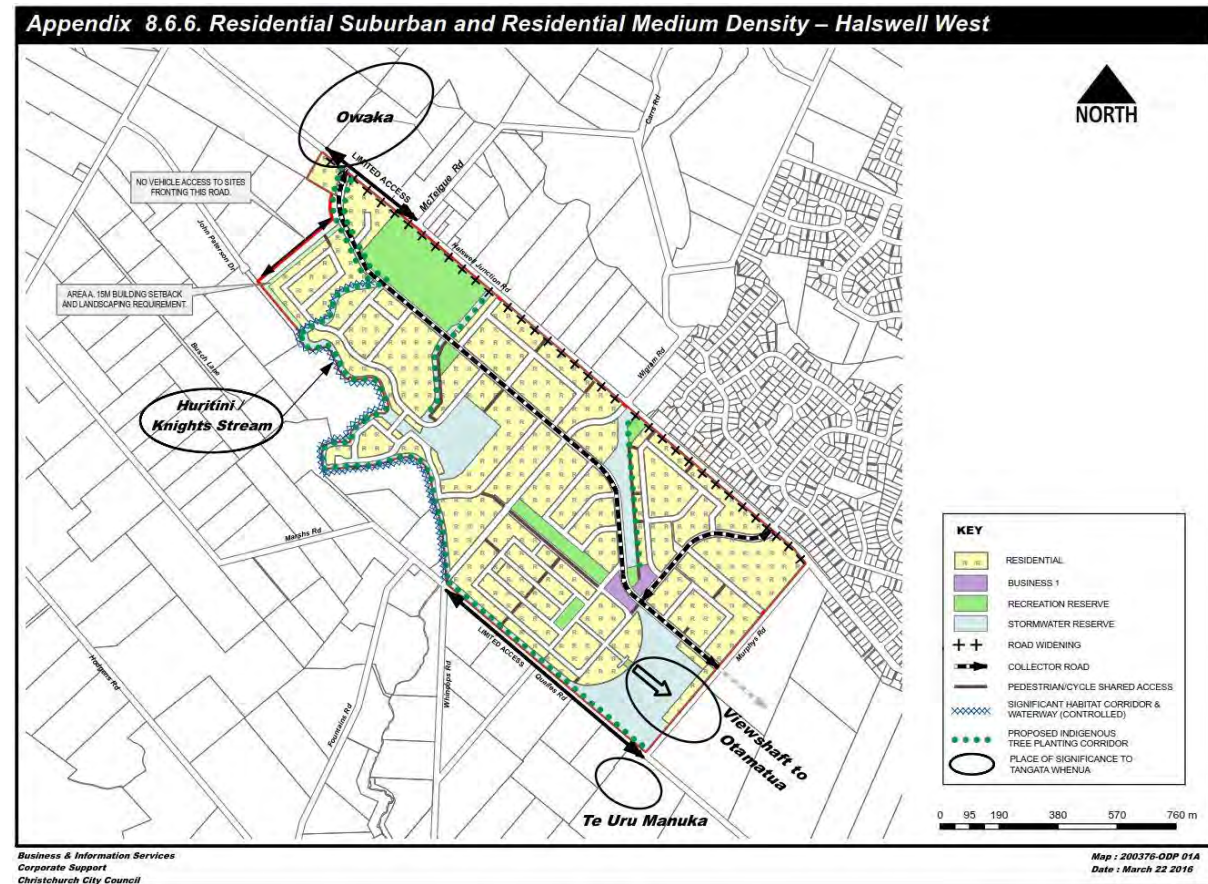 Appendix 8.6.6. Residential Suburban and Residential Medium Density – Halswell West
NORTH
Owaka
LIMITED ACCESS
McTeigue Rd
Carrs Rd
NO VEHICLE ACCESS TO SITES
FRONTING THIS ROAD.
John Paterson Dr
Halswell Junction Rd
AREA A. 15M BUILDING SETBACK
AND LANDSCAPING REQUIREMENT.
Busch Lane
Wigram Rd
Huritini /
Knights Stream
Marshs Rd
Hodgens Rd
Fountains Rd
Whincops Rd
LIMITED ACCESS
Quaifes Rd
Murphys Rd
Viewshaft to
Otamatua
Te Uru Manuka
KEY
RESIDENTIAL
BUSINESS 1
RECREATION RESERVE
STORMWATER RESERVE
ROAD WIDENING
COLLECTOR ROAD
PEDESTRIAN/CYCLE SHARED ACCESS
SIGNIFICANT HABITAT CORRIDOR &
WATERWAY (CONTROLLED)
PROPOSED INDIGENOUS
TREE PLANTING CORRIDOR
PLACE OF SIGNIFICANCE TO
TANGATA WHENUA
0 95 190 380 570 760 m
Business & Information Services
Corporate Support
Christchurch City Council
Map : 200376-ODP 01A
Date : March 22 2016